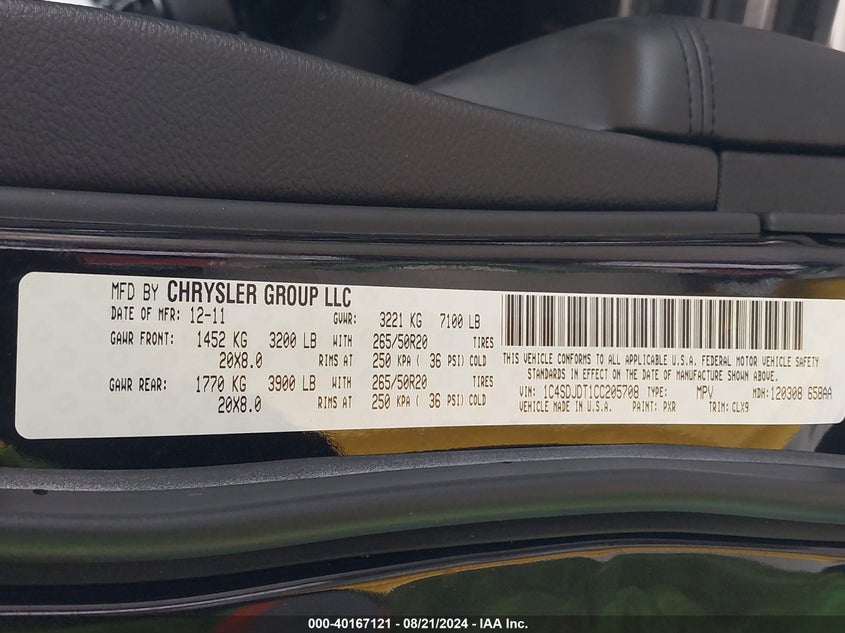 MFD BY CHRYSLER GROUP LLC
DATE OF MFR: 12-11 GVWR: 3221 KG 7100 LB
GAWR FRONT: 1452 KG 3200 LB WITH 265/50R20 TIRES
20X8.0 RIMS AT 250 KPA ( 36 PSI) COLD
GAWR REAR: 1770 KG 3900 LB WITH 265/50R20 TIRES
20X8.0 RIMS AT 250 KPA ( 36 PSI) COLD
THIS VEHICLE CONFORMS TO ALL APPLICABLE U.S.A. FEDERAL MOTOR VEHICLE SAFETY
STANDARDS IN EFFECT ON THE DATE OF MANUFACTURE SHOWN ABOVE.
VIN: 1C4SDJDT1CC205708 TYPE: MPV MDH: 120308 658AA
VEHICLE MADE IN U.S.A. PAINT: PXR TRIM: CLX9
000-40167121 - 08/21/2024 - IAA Inc.